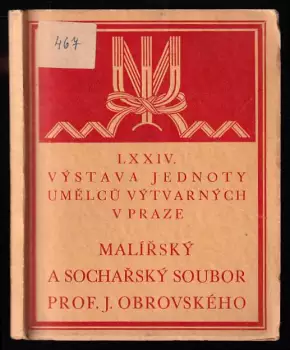 467
LXXIV.
VÝSTAVA JEDNOTY
UMĚLCŮ VÝTVARNÝCH
V PRAZE
MALÍŘSKÝ
A SOCHAŘSKÝ SOUBOR
PROF. J. OBROVSKÉHO